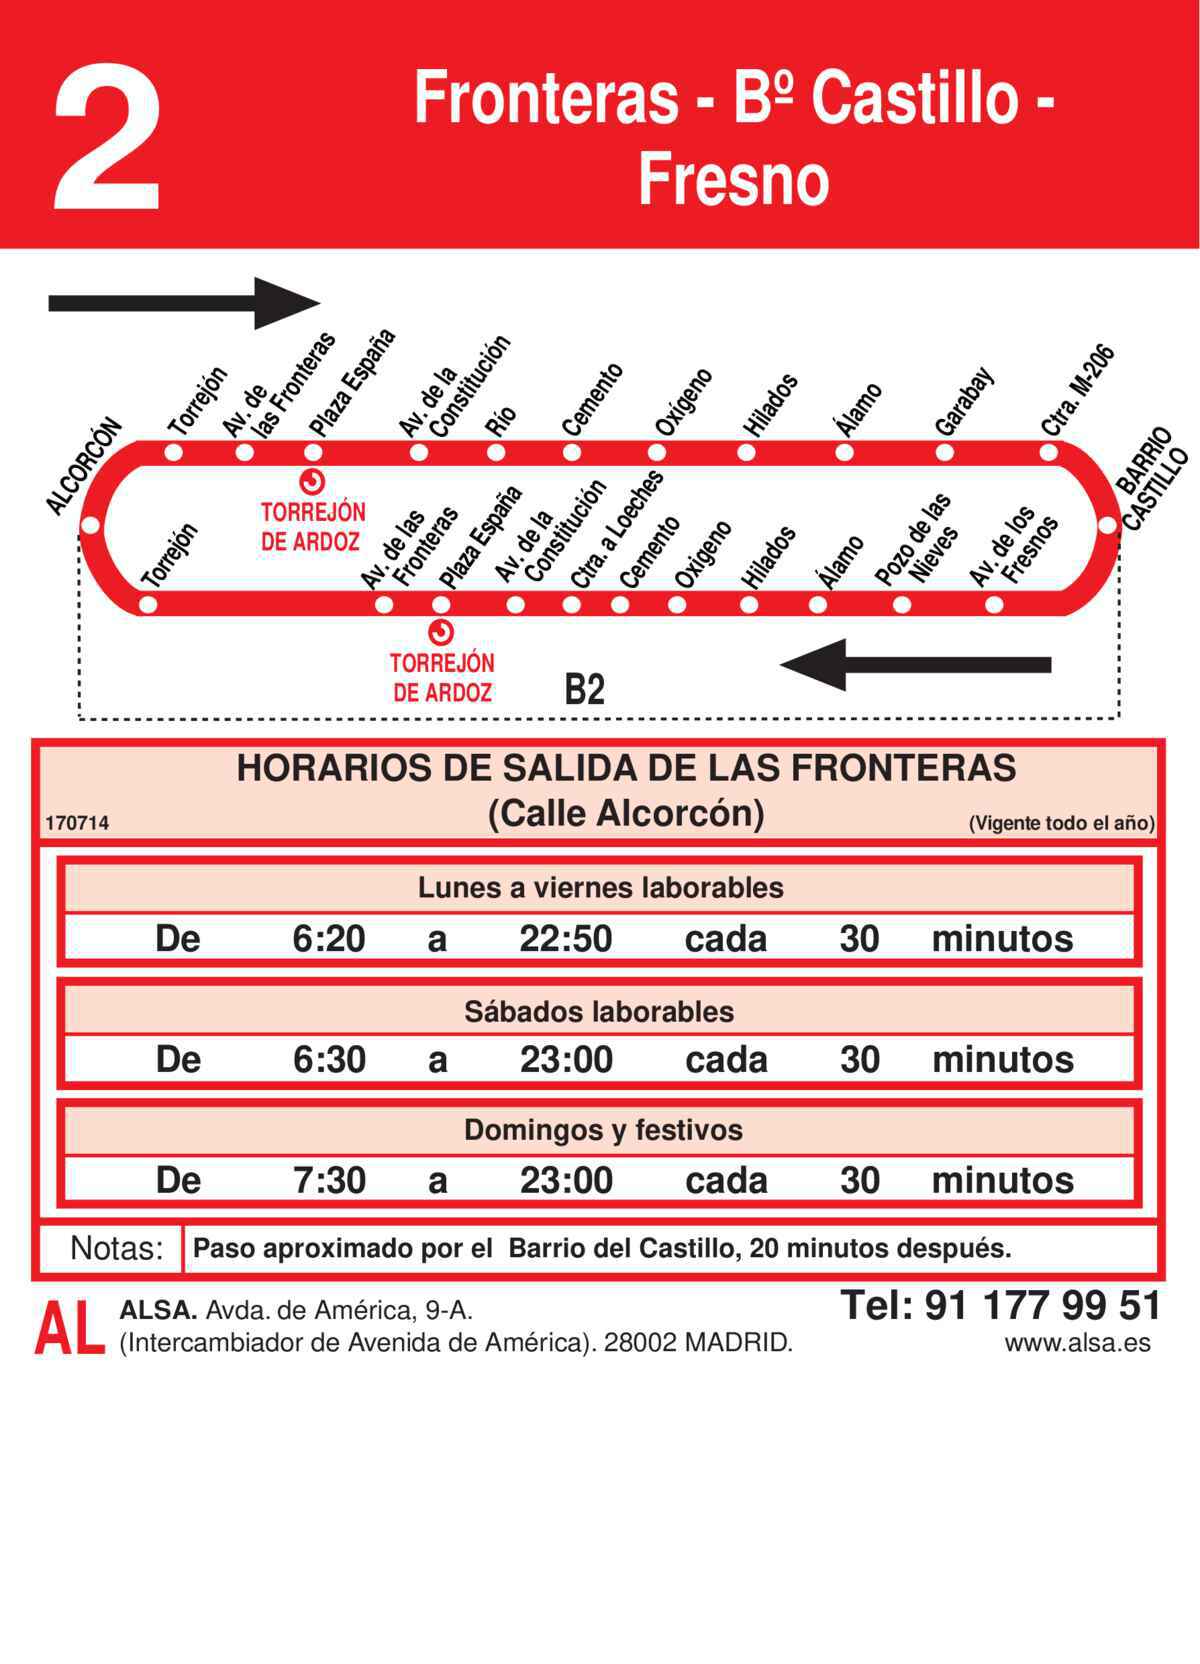 2
Fronteras - Bº Castillo -
Fresno
ALCORCÓN
Torrejón
Av. de
las Fronteras
Plaza España
Av. de la
Constitución
Río
Cemento
Oxígeno
Hilados
Álamo
Garabay
Ctra. M-206
BARRIO
CASTILLO
TORREJÓN
DE ARDOZ
Torrejón
Av. de las
Fronteras
Plaza España
Av. de la
Constitución
Ctra. a Loeches
Cemento
Oxigeno
Hilados
Álamo
Pozo de las
Nieves
Av. de los
Fresnos
TORREJÓN
DE ARDOZ
B2
HORARIOS DE SALIDA DE LAS FRONTERAS
(Calle Alcorcón)
170714
(Vigente todo el año)
Lunes a viernes laborables
De 6:20 a 22:50 cada 30 minutos
Sábados laborables
De 6:30 a 23:00 cada 30 minutos
Domingos y festivos
De 7:30 a 23:00 cada 30 minutos
Notas: Paso aproximado por el Barrio del Castillo, 20 minutos después.
AL
ALSA. Avda. de América, 9-A.
(Intercambiador de Avenida de América). 28002 MADRID.
Tel: 91 177 99 51
www.alsa.es